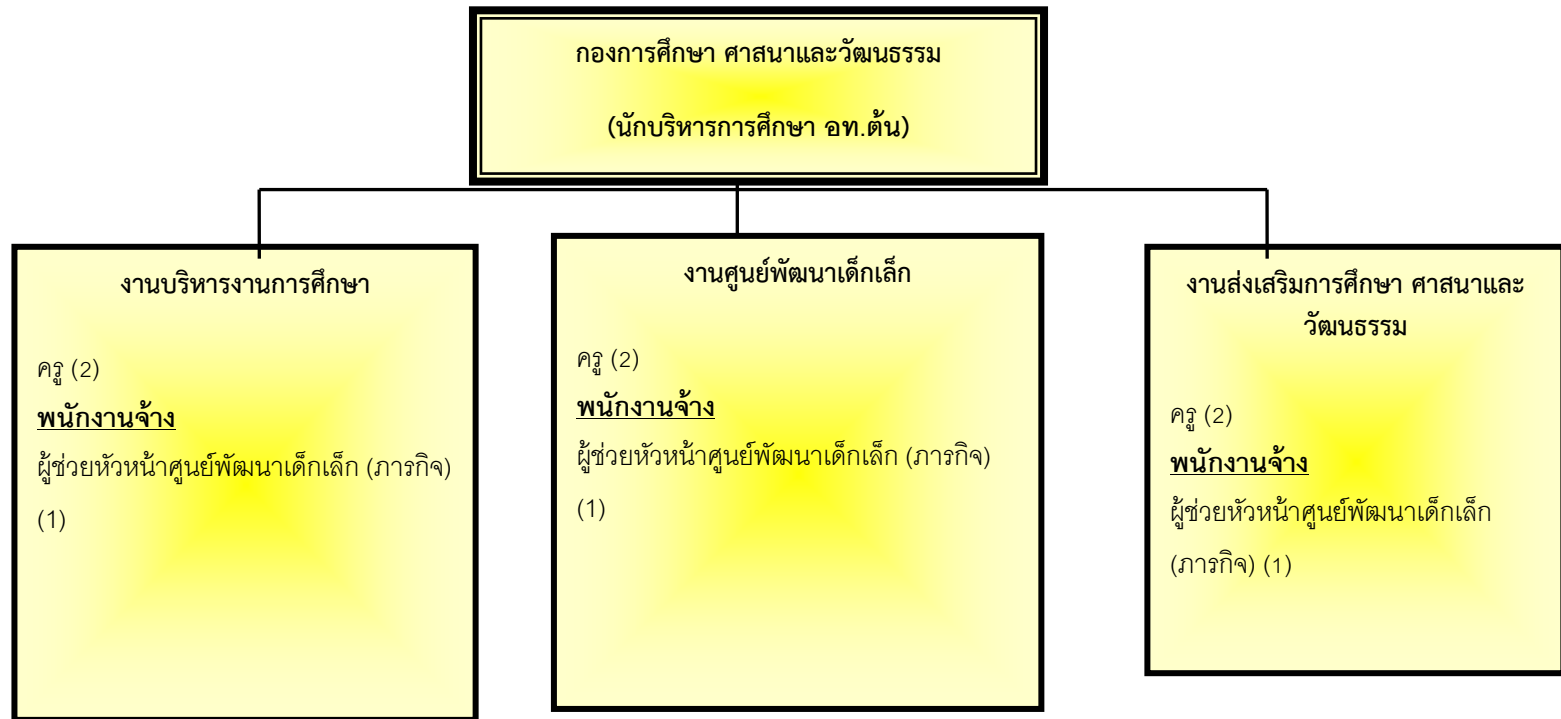 กองการศึกษา ศาสนาและวัฒนธรรม
(นักบริหารการศึกษา อท.ต้น)
งานบริหารงานการศึกษา
ครู (2)
พนักงานจ้าง
ผู้ช่วยหัวหน้าศูนย์พัฒนาเด็กเล็ก (ภารกิจ)
(1)
งานศูนย์พัฒนาเด็กเล็ก
ครู (2)
พนักงานจ้าง
ผู้ช่วยหัวหน้าศูนย์พัฒนาเด็กเล็ก (ภารกิจ)
(1)
งานส่งเสริมการศึกษา ศาสนาและ
วัฒนธรรม
ครู (2)
พนักงานจ้าง
ผู้ช่วยหัวหน้าศูนย์พัฒนาเด็กเล็ก
(ภารกิจ) (1)